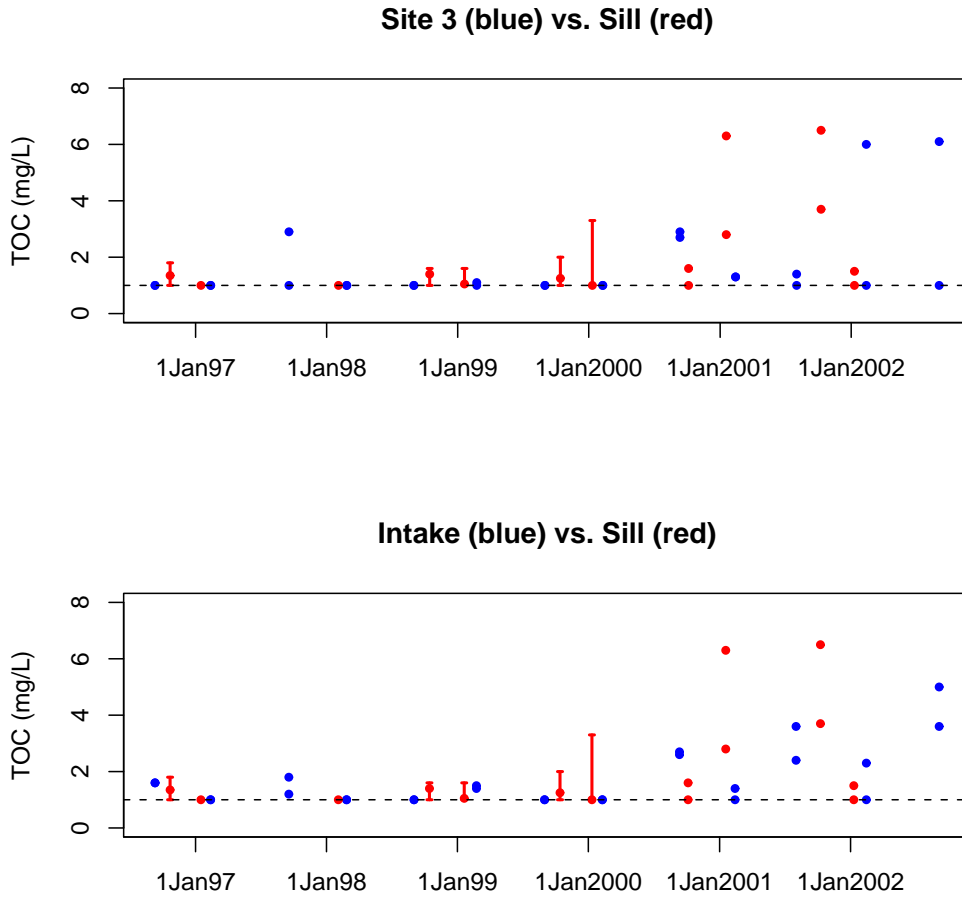 Site 3 (blue) vs. Sill (red)
8
6
4
2
0
TOC (mg/L)
1Jan97 1Jan98 1Jan99 1Jan2000 1Jan2001 1Jan2002
Intake (blue) vs. Sill (red)
8
6
4
2
0
TOC (mg/L)
1Jan97 1Jan98 1Jan99 1Jan2000 1Jan2001 1Jan2002